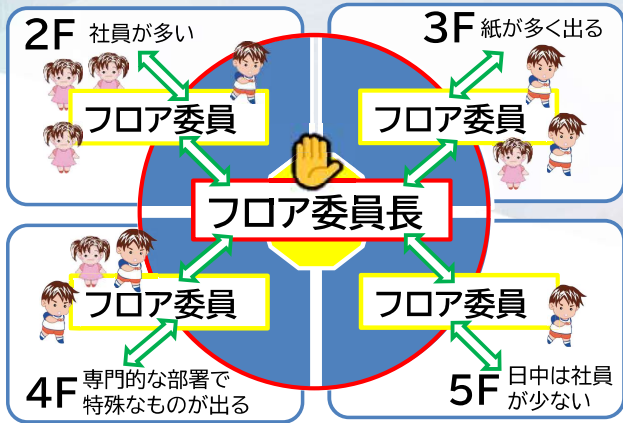 2F 社員が多い
フロア委員
3F 紙が多く出る
フロア委員
フロア委員長
フロア委員
4F 専門的な部署で
特殊なものが出る
フロア委員
5F 日中は社員
が少ない